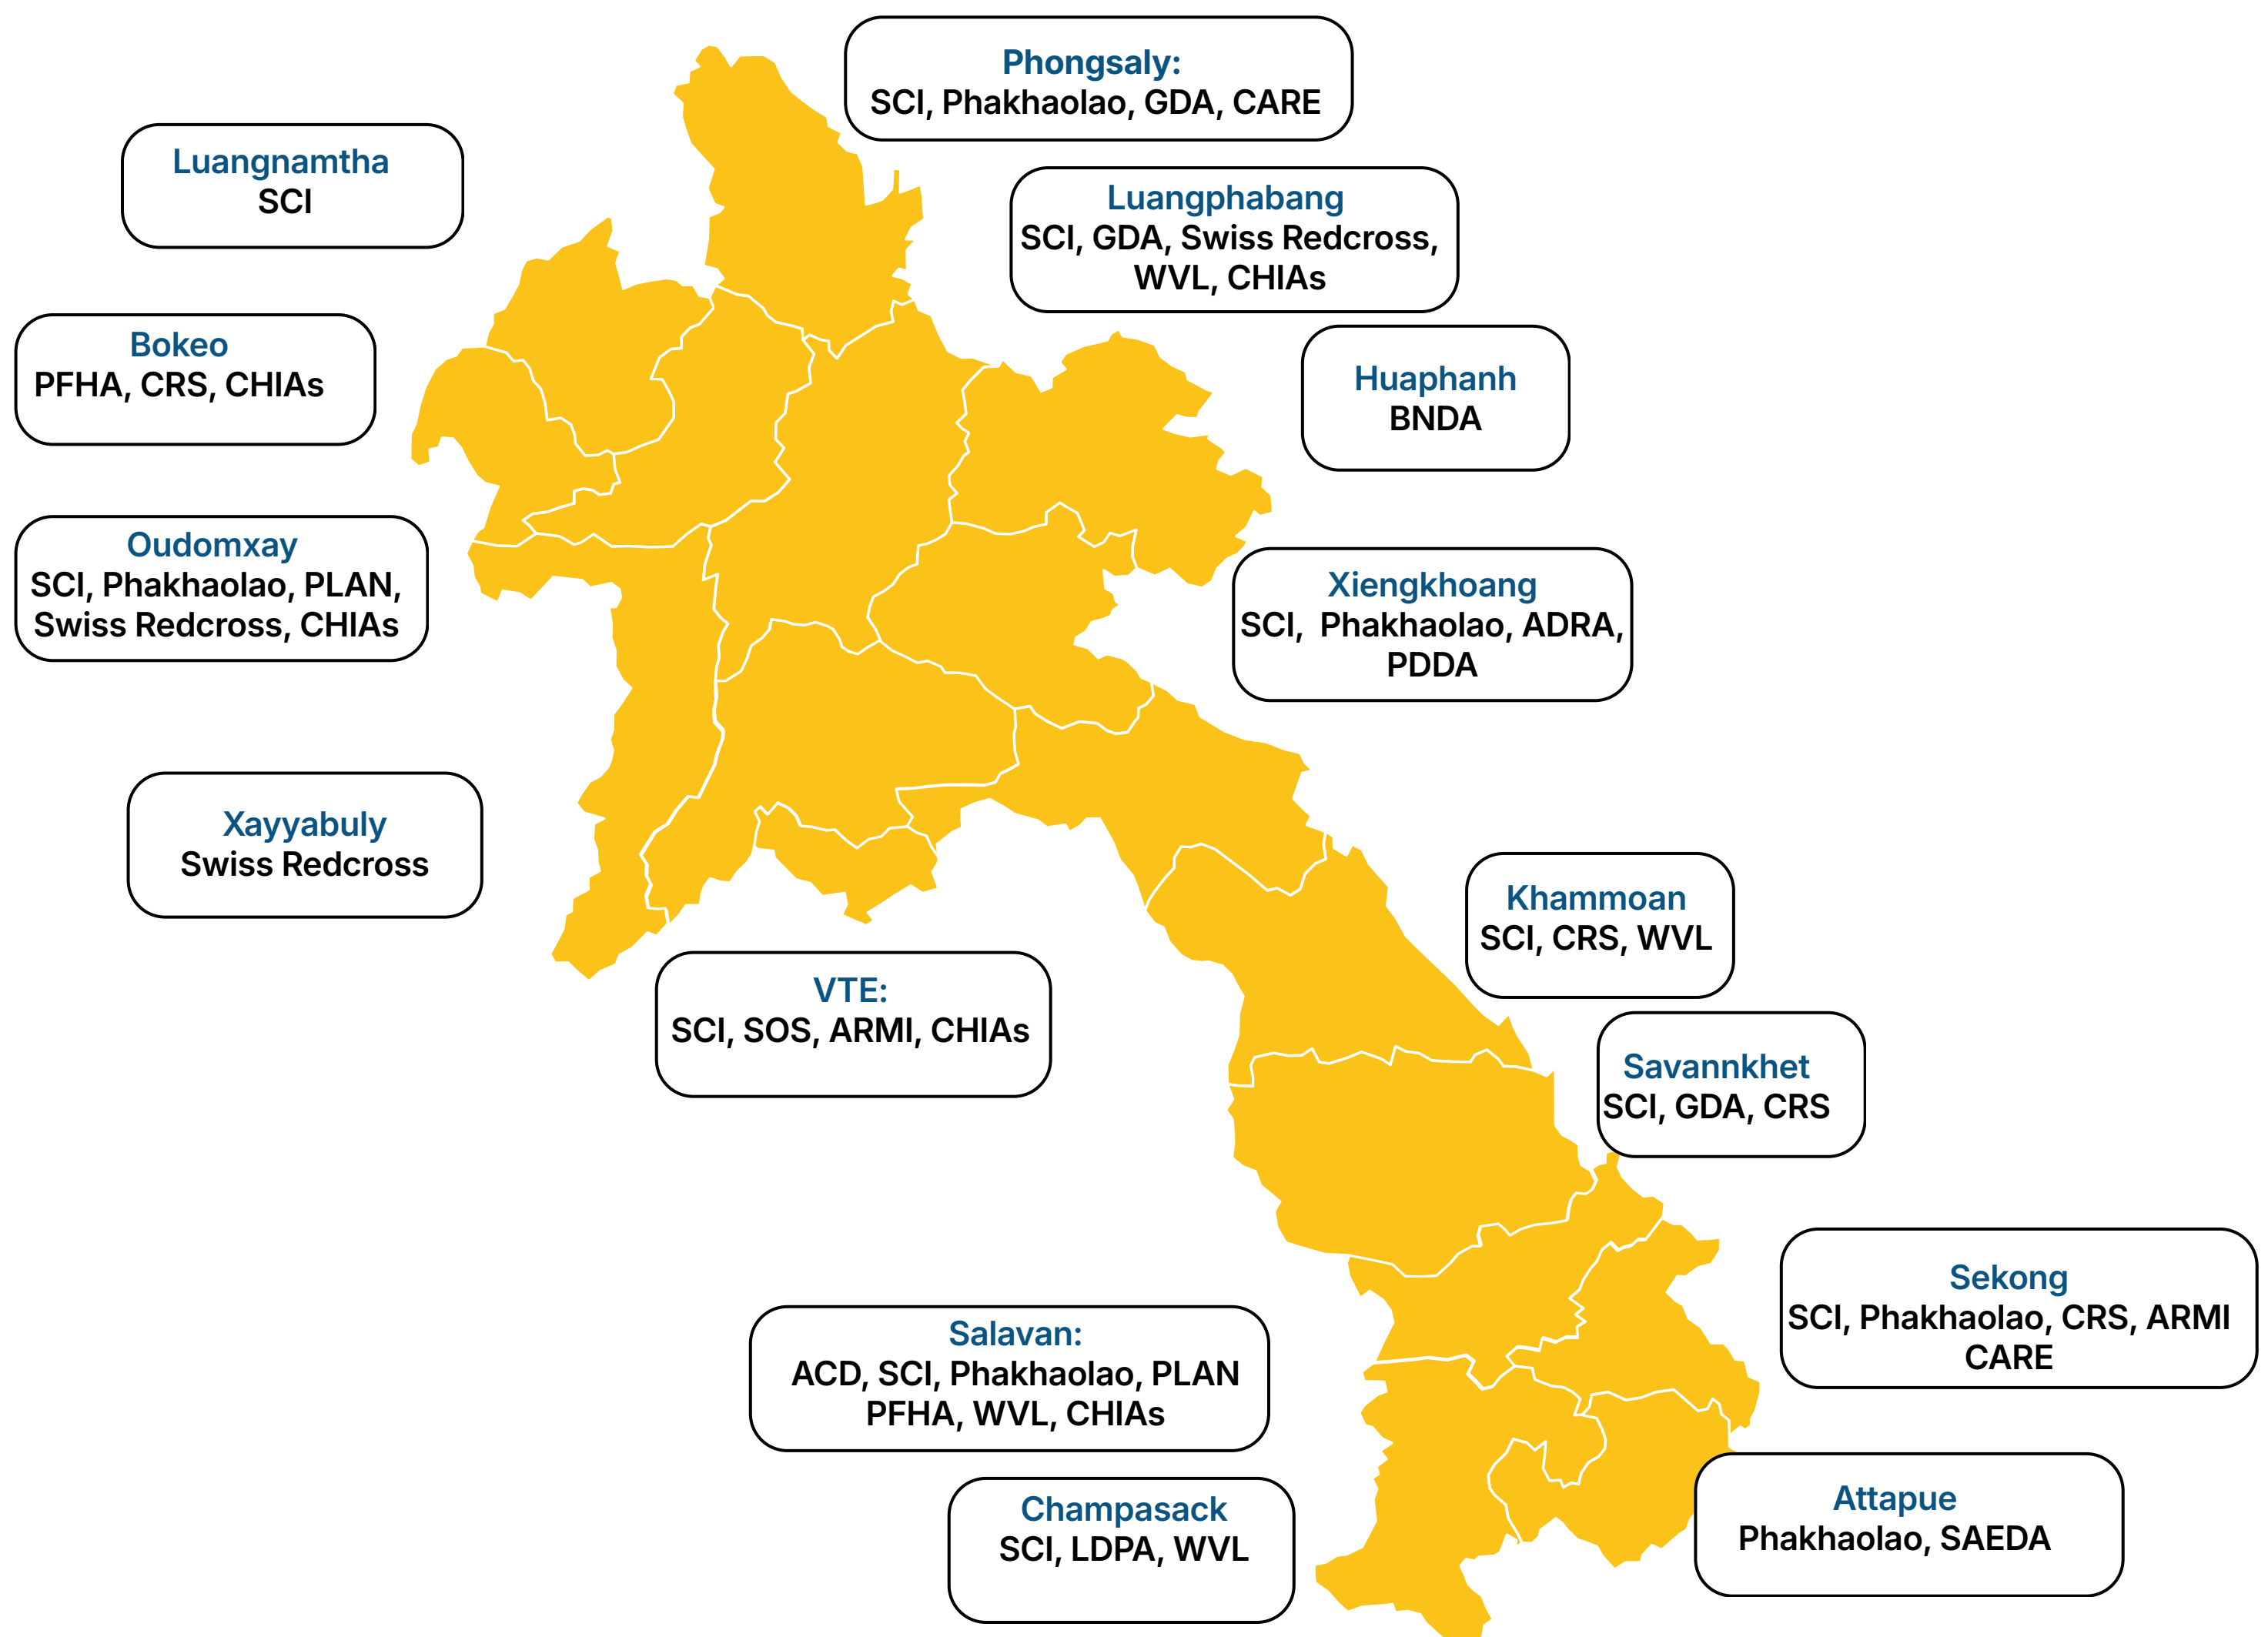 Phongsaly:
SCI, Phakhaolao, GDA, CARE
Luangnamtha
SCI
Luangphabang
SCI, GDA, Swiss Redcross,
WVL, CHIAs
Bokeo
PFHA, CRS, CHIAs
Huaphanh
BNDA
Oudomxay
SCI, Phakhaolao, PLAN,
Swiss Redcross, CHIAs
Xiengkhoang
SCI,  Phakhaolao, ADRA,
PDDA
Xayyabuly
Swiss Redcross
Khammoan
SCI, CRS, WVL
VTE:
SCI, SOS, ARMI, CHIAs
Savannkhet
SCI, GDA, CRS
Sekong
SCI, Phakhaolao, CRS, ARMI
CARE
Salavan:
ACD, SCI, Phakhaolao, PLAN
PFHA, WVL, CHIAs
Champasack
SCI, LDPA, WVL
Attapue
Phakhaolao, SAEDA